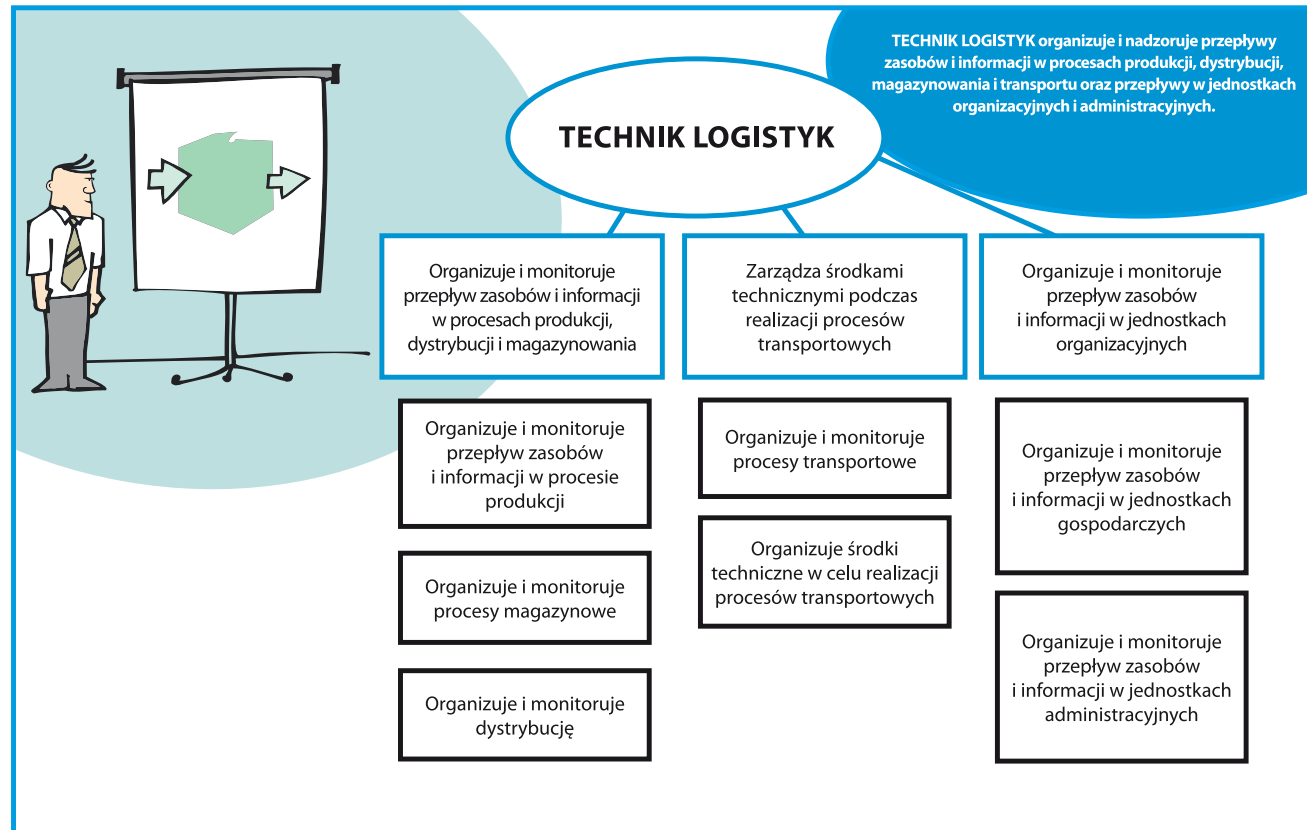 TECHNIK LOGISTYK organizuje i nadzoruje przepływy
zasobów i informacji w procesach produkcji, dystrybucji,
magazynowania i transportu oraz przepływy w jednostkach
organizacyjnych i administracyjnych.
TECHNIK LOGISTYK
Organizuje i monitoruje
przepływ zasobów i informacji
w procesach produkcji,
dystrybucji i magazynowania
Zarządza środkami
technicznymi podczas
realizacji procesów
transportowych
Organizuje i monitoruje
przepływ zasobów
i informacji w jednostkach
organizacyjnych
Organizuje i monitoruje
przepływ zasobów
i informacji w procesie
produkcji
Organizuje i monitoruje
procesy magazynowe
Organizuje i monitoruje
dystrybucję
Organizuje i monitoruje
procesy transportowe
Organizuje środki
techniczne w celu realizacji
procesów transportowych
Organizuje i monitoruje
przepływ zasobów
i informacji w jednostkach
gospodarczych
Organizuje i monitoruje
przepływ zasobów
i informacji w jednostkach
administracyjnych